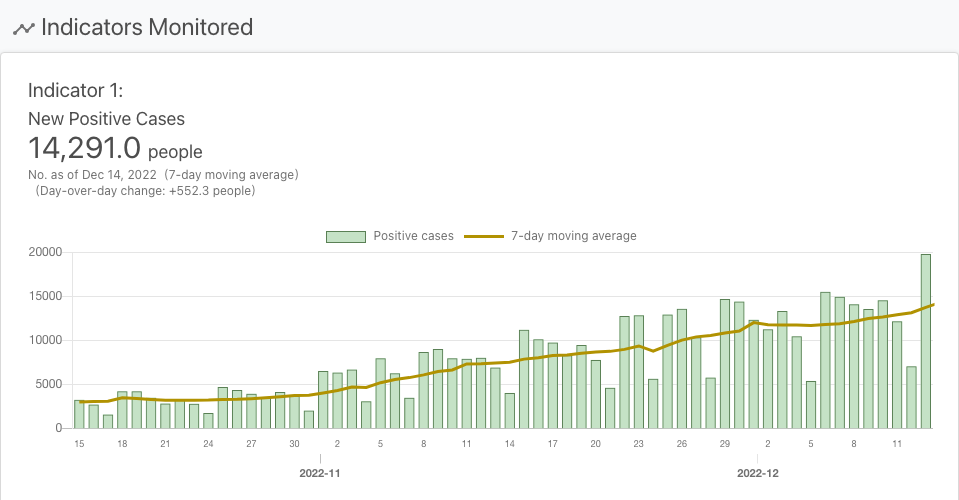 Indicators Monitored
Indicator 1:
New Positive Cases
14,291.0 people
No. as of Dec 14, 2022 (7-day moving average)
(Day-over-day change: +552.3 people)
Positive cases 7-day moving average
20000
15000
10000
5000
0
15 18 21 24 27 30 2 5 8 11 14 17 20 23 26 29 2 5 8 11
2022-11 2022-12